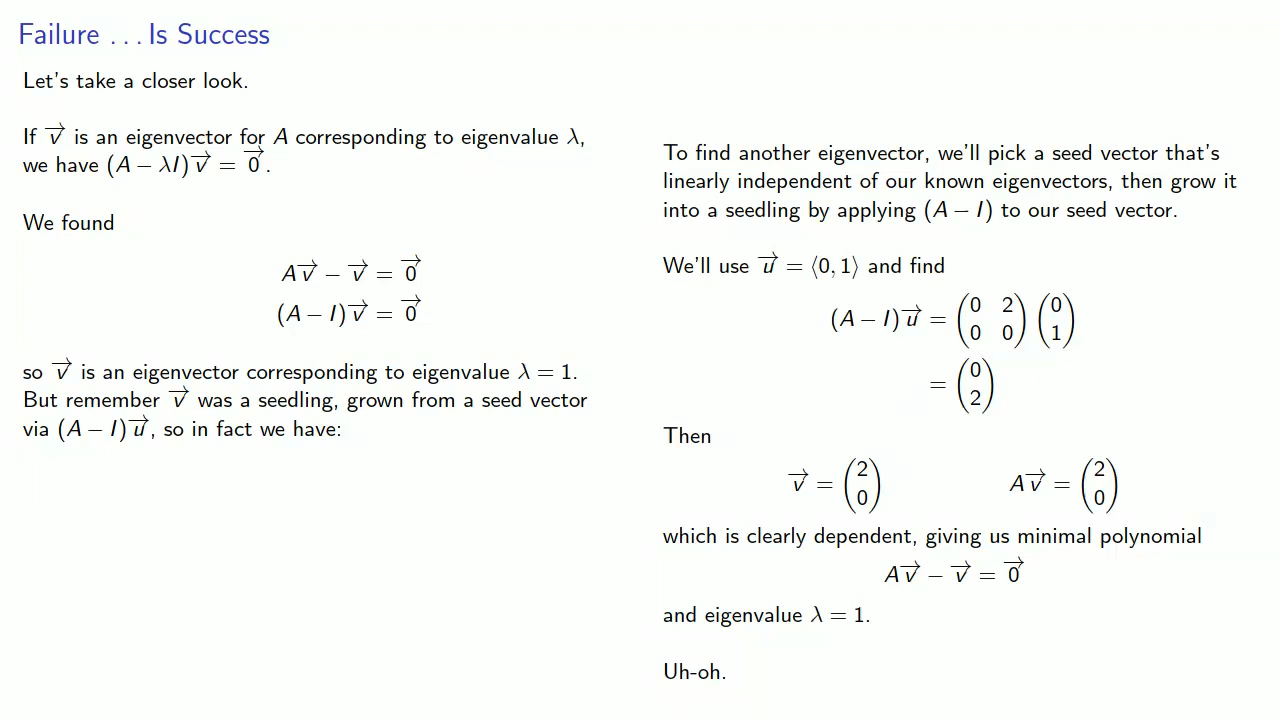 Failure ... Is Success
Let's take a closer look.
If v⃗ is an eigenvector for A corresponding to eigenvalue λ,
we have (A − λI)v⃗ = 0⃗.
We found
Av⃗ − v⃗ = 0⃗
(A − I)v⃗ = 0⃗
so v⃗ is an eigenvector corresponding to eigenvalue λ = 1.
But remember v⃗ was a seedling, grown from a seed vector
via (A − I)u⃗, so in fact we have:
To find another eigenvector, we'll pick a seed vector that's
linearly independent of our known eigenvectors, then grow it
into a seedling by applying (A − I) to our seed vector.
We'll use u⃗ = ⟨0, 1⟩ and find
(A − I)u⃗ = (0 2; 0 0)(0; 1)
= (0; 2)
Then
v⃗ = (2; 0) Av⃗ = (2; 0)
which is clearly dependent, giving us minimal polynomial
Av⃗ − v⃗ = 0⃗
and eigenvalue λ = 1.
Uh-oh.